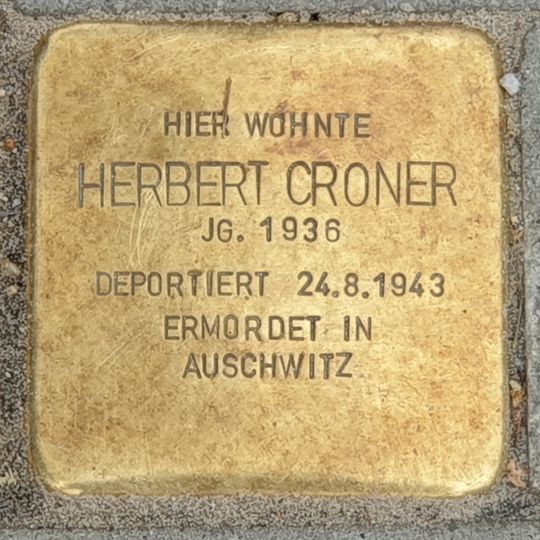 HIER WOHNTE
HERBERT CRONER
JG. 1936
DEPORTIERT 24.8.1943
ERMORDET IN
AUSCHWITZ